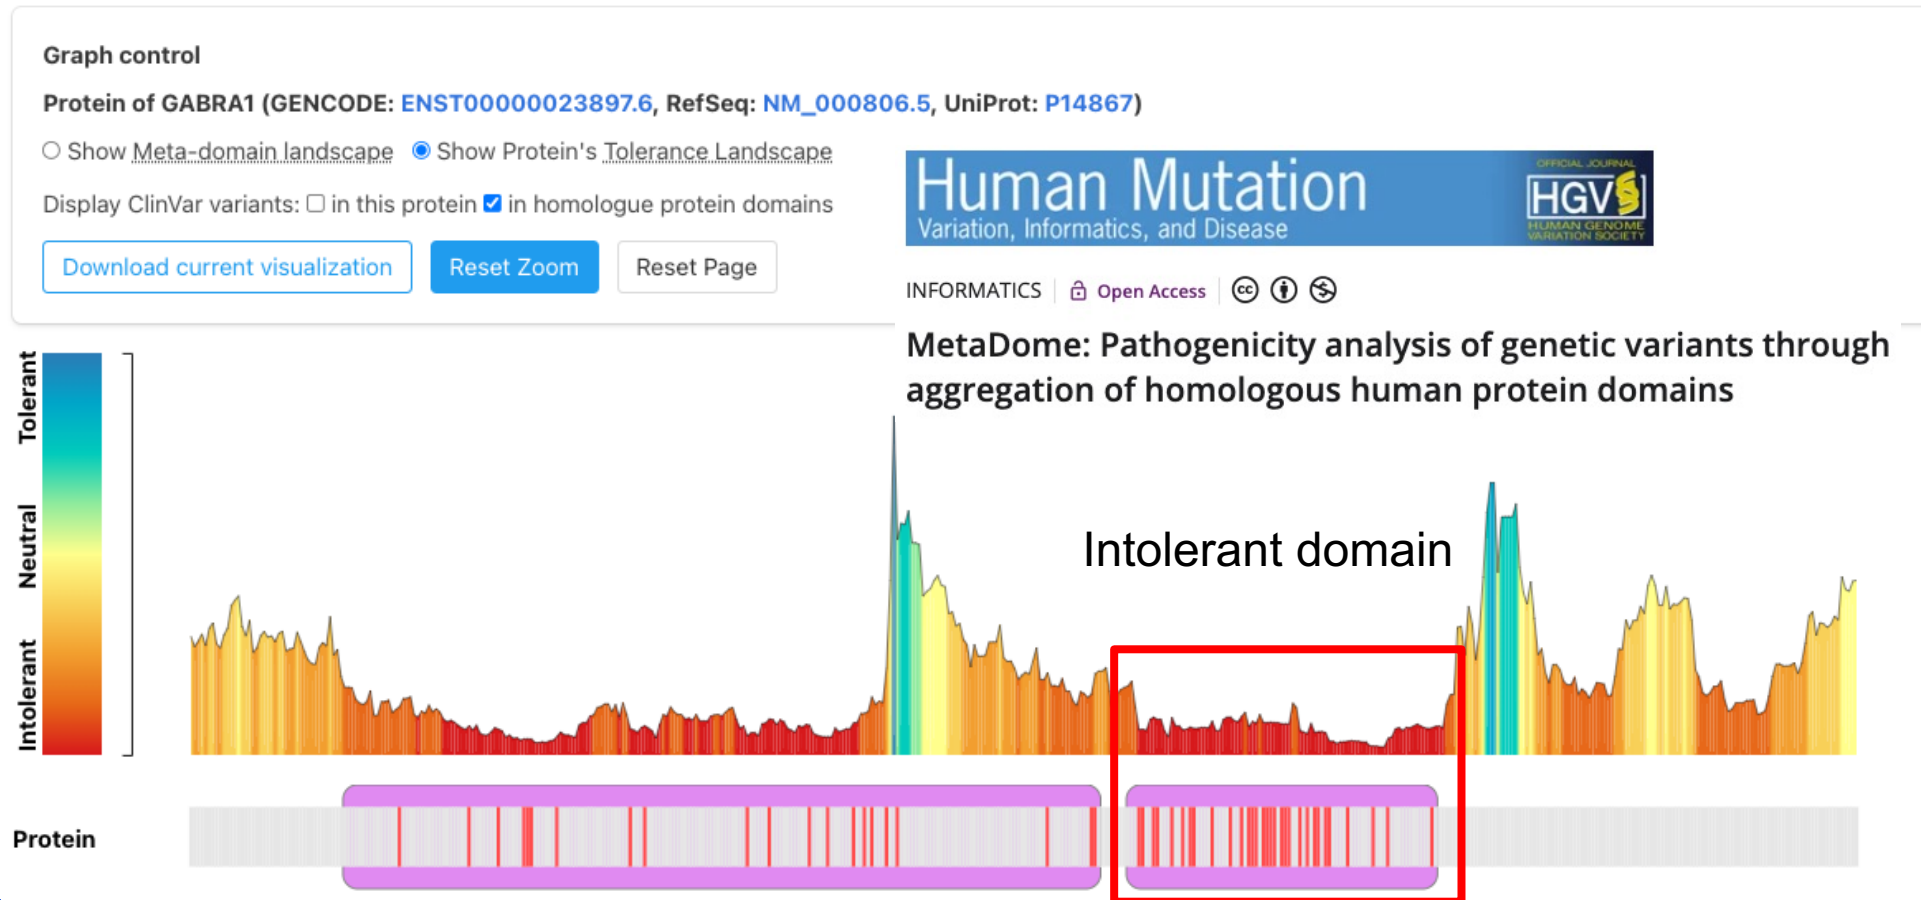 Graph control
Protein of GABRA1 (GENCODE: ENST00000023897.6, RefSeq: NM_000806.5, UniProt: P14867)
Show Meta-domain landscape Show Protein's Tolerance Landscape
Display ClinVar variants: in this protein in homologue protein domains
Download current visualization Reset Zoom Reset Page
Human Mutation
Variation, Informatics, and Disease
OFFICIAL JOURNAL
HGVS
HUMAN GENOME
VARIATION SOCIETY
INFORMATICS Open Access cc
MetaDome: Pathogenicity analysis of genetic variants through
aggregation of homologous human protein domains
Tolerant
Neutral
Intolerant
Intolerant domain
Protein